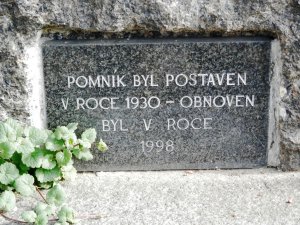 POMNIK BYL POSTAVEN
V ROCE 1930 - OBNOVEN
BYL V ROCE
1998